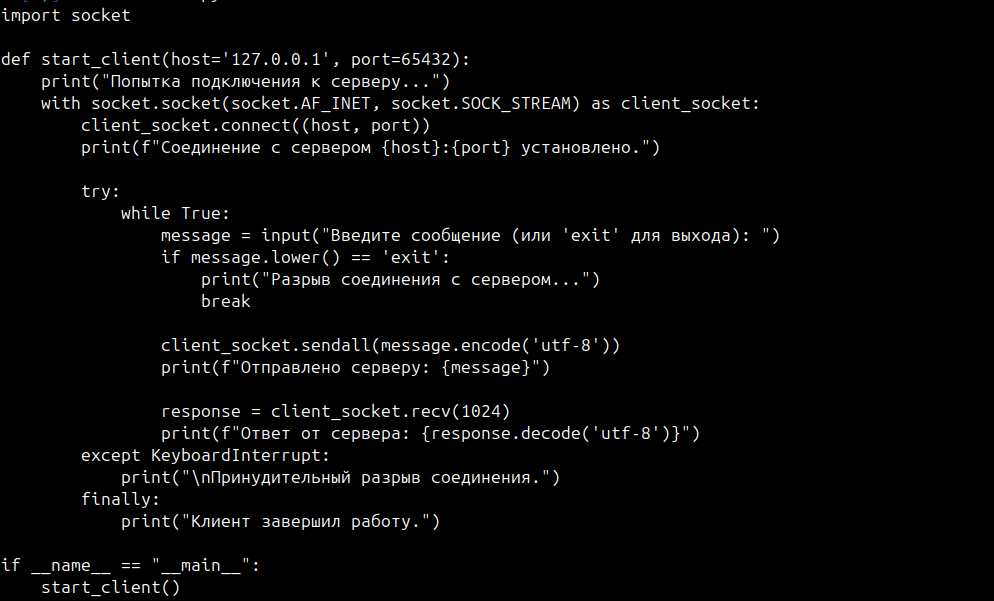 import socket

def start_client(host='127.0.0.1', port=65432):
    print("Попытка подключения к серверу...")
    with socket.socket(socket.AF_INET, socket.SOCK_STREAM) as client_socket:
        client_socket.connect((host, port))
        print(f"Соединение с сервером {host}:{port} установлено.")

        try:
            while True:
                message = input("Введите сообщение (или 'exit' для выхода): ")
                if message.lower() == 'exit':
                    print("Разрыв соединения с сервером...")
                    break

                client_socket.sendall(message.encode('utf-8'))
                print(f"Отправлено серверу: {message}")

                response = client_socket.recv(1024)
                print(f"Ответ от сервера: {response.decode('utf-8')}")
        except KeyboardInterrupt:
            print("\nПринудительный разрыв соединения.")
        finally:
            print("Клиент завершил работу.")

if __name__ == "__main__":
    start_client()